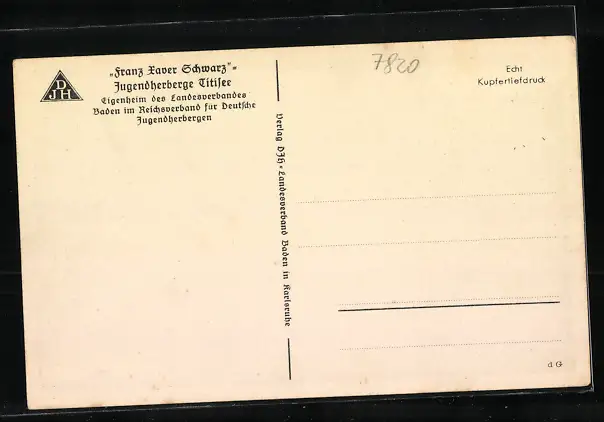 DJH
„Franz Xaver Schwarz"-
Jugendherberge Titisee
Eigenheim des Landesverbandes
Baden im Reichsverband für Deutsche
Jugendherbergen
Verlag DJH-Landesverband Baden in Karlsruhe
7820
Echt
Kupfertiefdruck
d G